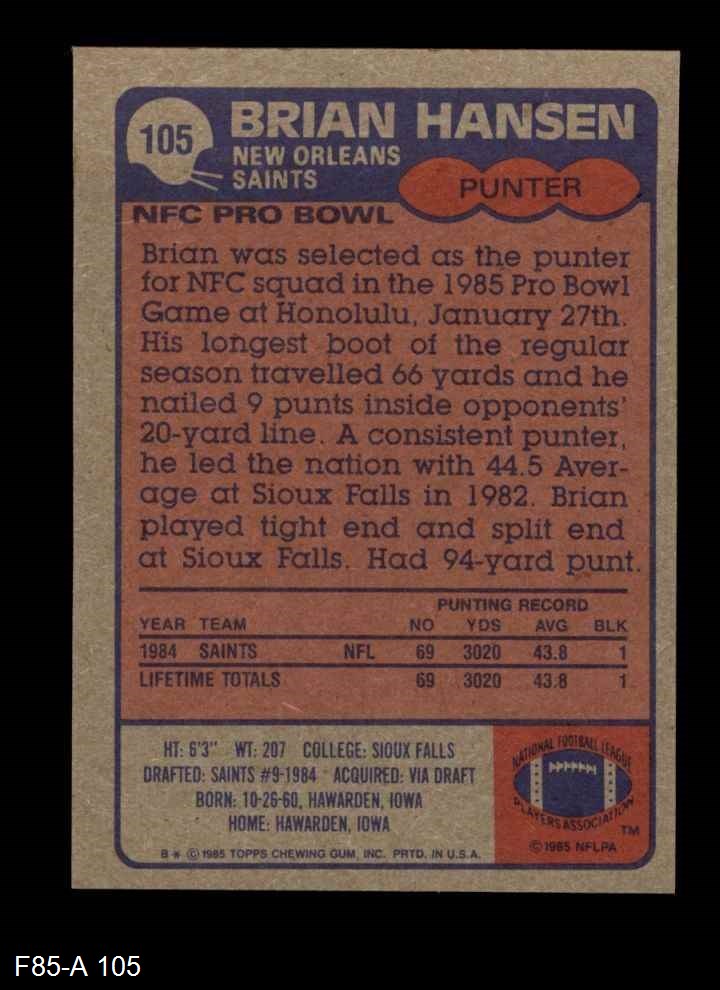 105
BRIAN HANSEN
NEW ORLEANS
SAINTS
PUNTER
NFC PRO BOWL
Brian was selected as the punter
for NFC squad in the 1985 Pro Bowl
Game at Honolulu, January 27th.
His longest boot of the regular
season travelled 66 yards and he
nailed 9 punts inside opponents'
20-yard line. A consistent punter,
he led the nation with 44.5 Aver-
age at Sioux Falls in 1982. Brian
played tight end and split end
at Sioux Falls. Had 94-yard punt.
PUNTING RECORD
YEAR TEAM NO YDS AVG BLK
1984 SAINTS NFL 69 3020 43.8 1
LIFETIME TOTALS 69 3020 43.8 1
HT: 6'3" WT: 207 COLLEGE: SIOUX FALLS
DRAFTED: SAINTS #9-1984 ACQUIRED: VIA DRAFT
BORN: 10-26-60, HAWARDEN, IOWA
HOME: HAWARDEN, IOWA
B * © 1985 TOPPS CHEWING GUM, INC. PRTD. IN U.S.A.
NATIONAL FOOTBALL LEAGUE
PLAYERS ASSOCIATION
TM
© 1985 NFLPA
F85-A 105